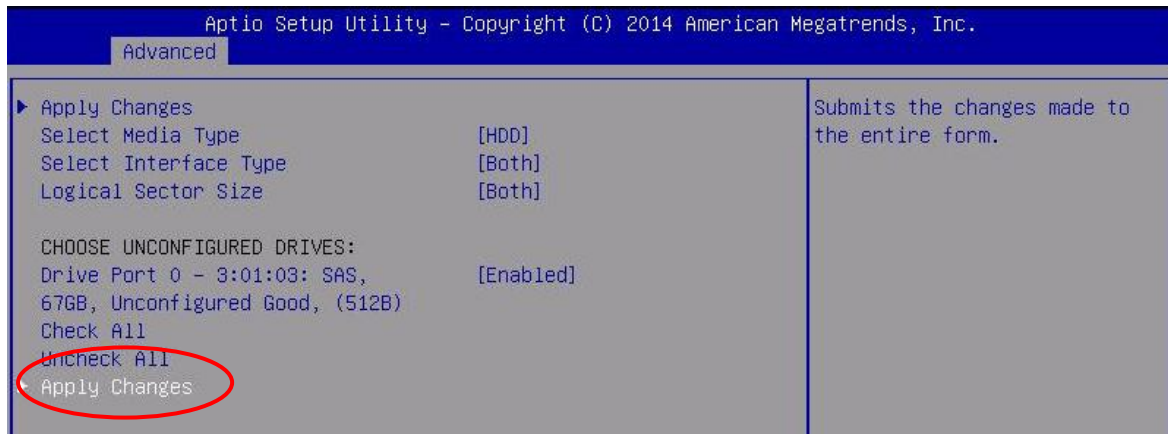 Aptio Setup Utility – Copyright (C) 2014 American Megatrends, Inc.
Advanced
Apply Changes
Select Media Type [HDD]
Select Interface Type [Both]
Logical Sector Size [Both]
CHOOSE UNCONFIGURED DRIVES:
Drive Port 0 – 3:01:03: SAS, [Enabled]
67GB, Unconfigured Good, (512B)
Check All
Uncheck All
Apply Changes
Submits the changes made to
the entire form.